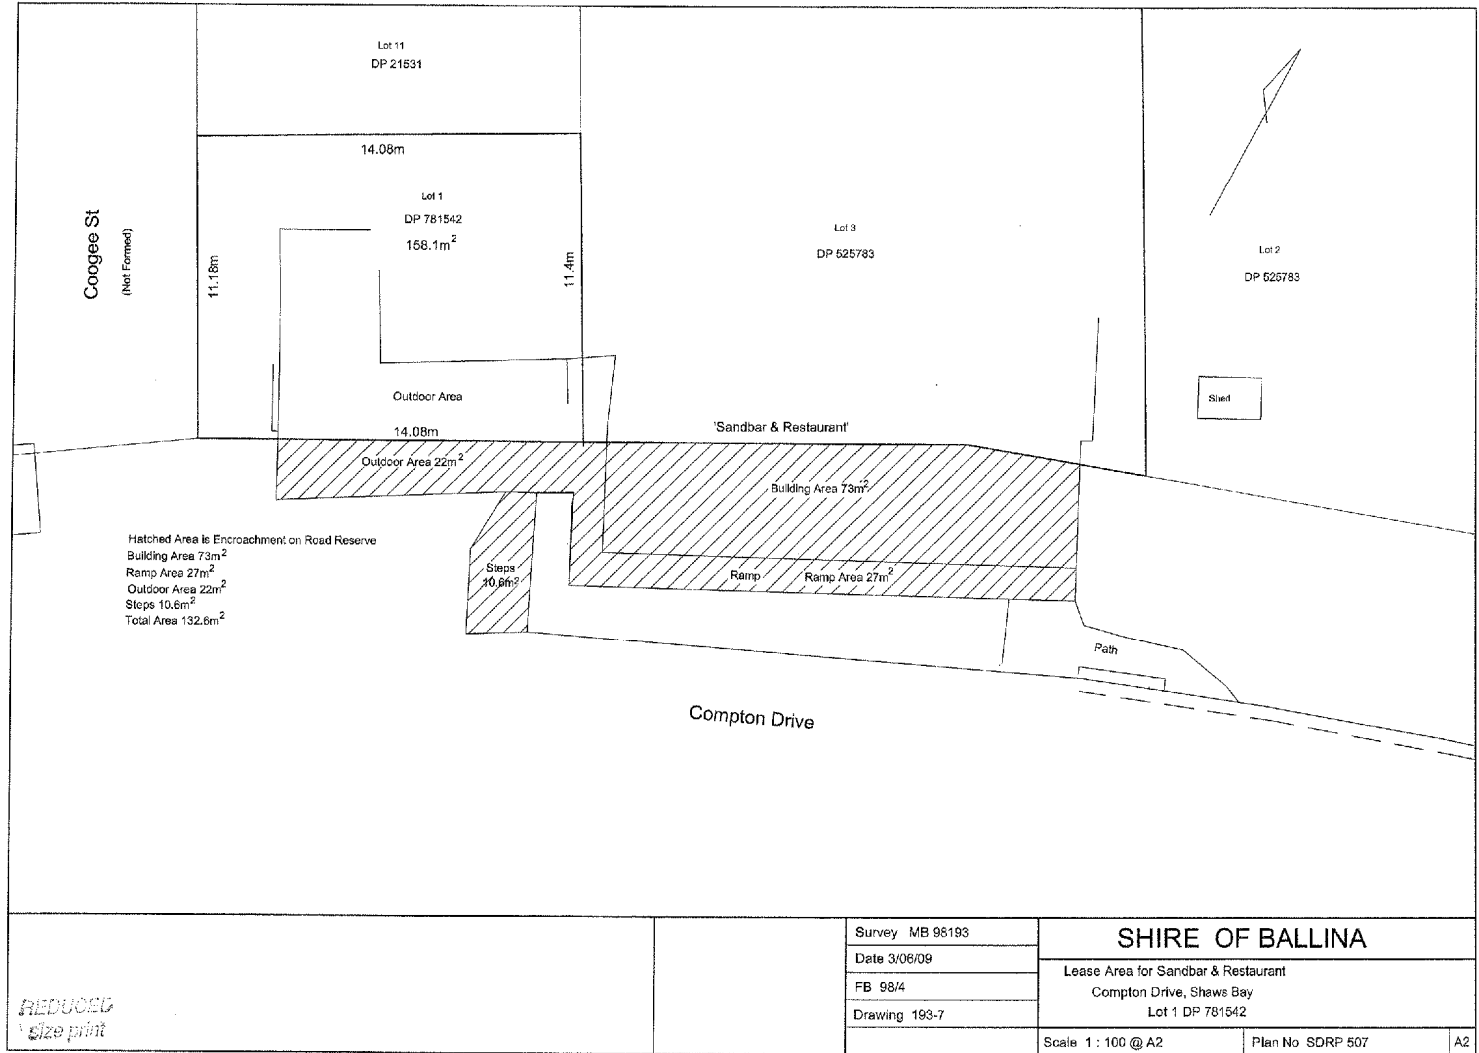 Lot 11
DP 21531
14.08m
Lot 1
DP 781542
158.1m²
11.18m
11.4m
Coogee St
(Not Formed)
Lot 3
DP 525783
Lot 2
DP 525783
Shed
Outdoor Area
14.08m
'Sandbar & Restaurant'
Outdoor Area 22m²
Building Area 73m²
Hatched Area is Encroachment on Road Reserve
Building Area 73m²
Ramp Area 27m²
Outdoor Area 22m²
Steps 10.6m²
Total Area 132.6m²
Steps
10.6m²
Ramp
Ramp Area 27m²
Path
Compton Drive
REDUCED
size print
Survey MB 98193
Date 3/06/09
FB 98/4
Drawing 193-7
SHIRE OF BALLINA
Lease Area for Sandbar & Restaurant
Compton Drive, Shaws Bay
Lot 1 DP 781542
Scale 1 : 100 @ A2
Plan No SDRP 507
A2